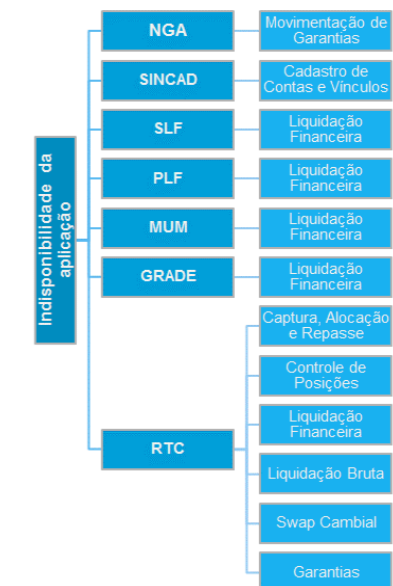 Indisponibilidade da
aplicação
NGA
Movimentação de
Garantias
SINCAD
Cadastro de
Contas e Vínculos
SLF
Liquidação
Financeira
PLF
Liquidação
Financeira
MUM
Liquidação
Financeira
GRADE
Liquidação
Financeira
RTC
Captura, Alocação
e Repasse
Controle de
Posições
Liquidação
Financeira
Liquidação Bruta
Swap Cambial
Garantias